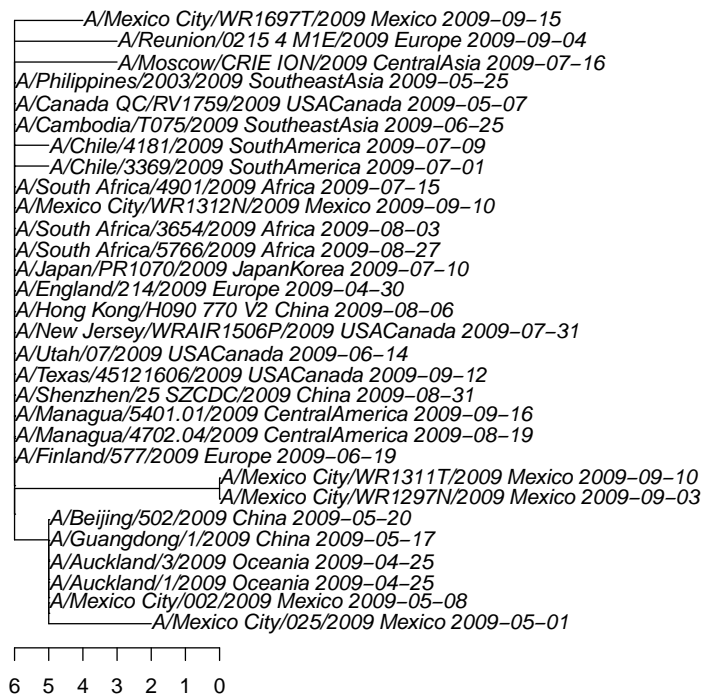 A/Mexico City/WR1697T/2009 Mexico 2009−09−15
A/Reunion/0215 4 M1E/2009 Europe 2009−09−04
A/Moscow/CRIE ION/2009 CentralAsia 2009−07−16
A/Philippines/2003/2009 SoutheastAsia 2009−05−25
A/Canada QC/RV1759/2009 USACanada 2009−05−07
A/Cambodia/T075/2009 SoutheastAsia 2009−06−25
A/Chile/4181/2009 SouthAmerica 2009−07−09
A/Chile/3369/2009 SouthAmerica 2009−07−01
A/South Africa/4901/2009 Africa 2009−07−15
A/Mexico City/WR1312N/2009 Mexico 2009−09−10
A/South Africa/3654/2009 Africa 2009−08−03
A/South Africa/5766/2009 Africa 2009−08−27
A/Japan/PR1070/2009 JapanKorea 2009−07−10
A/England/214/2009 Europe 2009−04−30
A/Hong Kong/H090 770 V2 China 2009−08−06
A/New Jersey/WRAIR1506P/2009 USACanada 2009−07−31
A/Utah/07/2009 USACanada 2009−06−14
A/Texas/45121606/2009 USACanada 2009−09−12
A/Shenzhen/25 SZCDC/2009 China 2009−08−31
A/Managua/5401.01/2009 CentralAmerica 2009−09−16
A/Managua/4702.04/2009 CentralAmerica 2009−08−19
A/Finland/577/2009 Europe 2009−06−19
A/Mexico City/WR1311T/2009 Mexico 2009−09−10
A/Mexico City/WR1297N/2009 Mexico 2009−09−03
A/Beijing/502/2009 China 2009−05−20
A/Guangdong/1/2009 China 2009−05−17
A/Auckland/3/2009 Oceania 2009−04−25
A/Auckland/1/2009 Oceania 2009−04−25
A/Mexico City/002/2009 Mexico 2009−05−08
A/Mexico City/025/2009 Mexico 2009−05−01
6 5 4 3 2 1 0